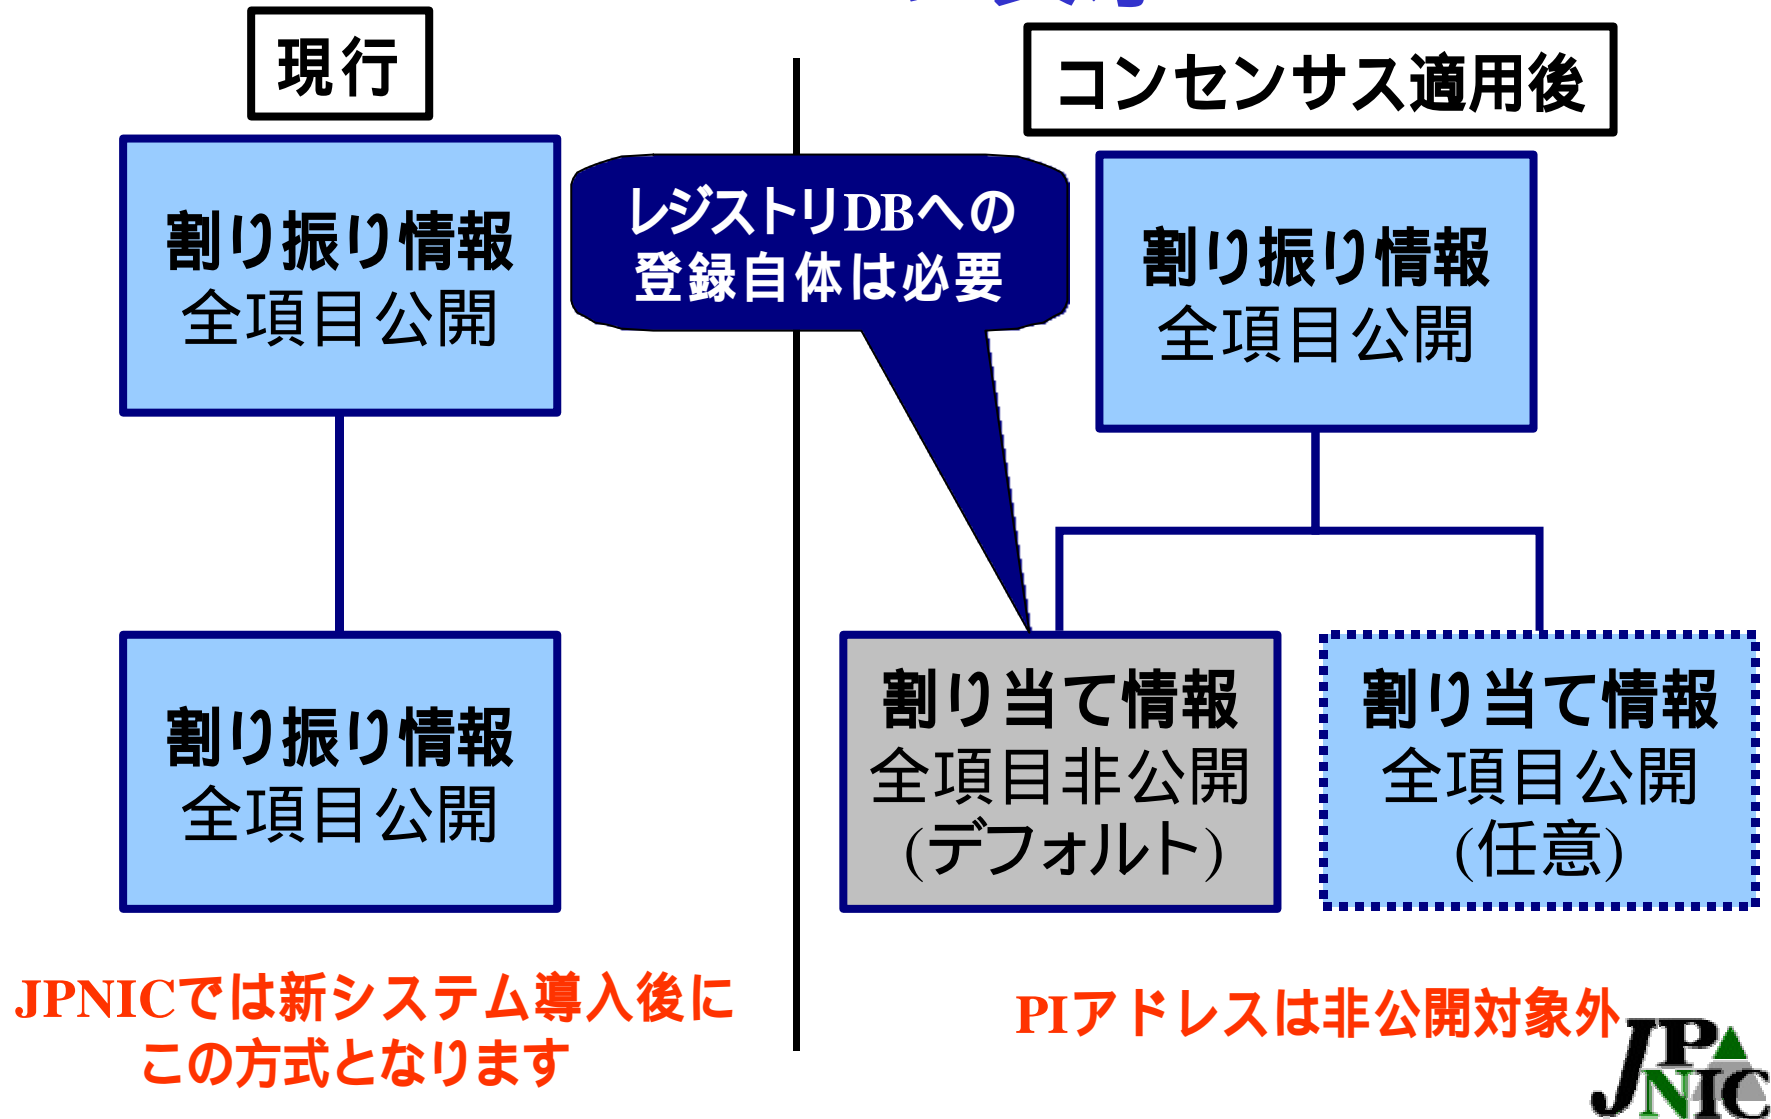 現行
割り振り情報
全項目公開
割り振り情報
全項目公開
JPNICでは新システム導入後に
この方式となります
レジストリDBへの
登録自体は必要
コンセンサス適用後
割り振り情報
全項目公開
割り当て情報
全項目非公開
(デフォルト)
割り当て情報
全項目公開
(任意)
PIアドレスは非公開対象外
JPNIC